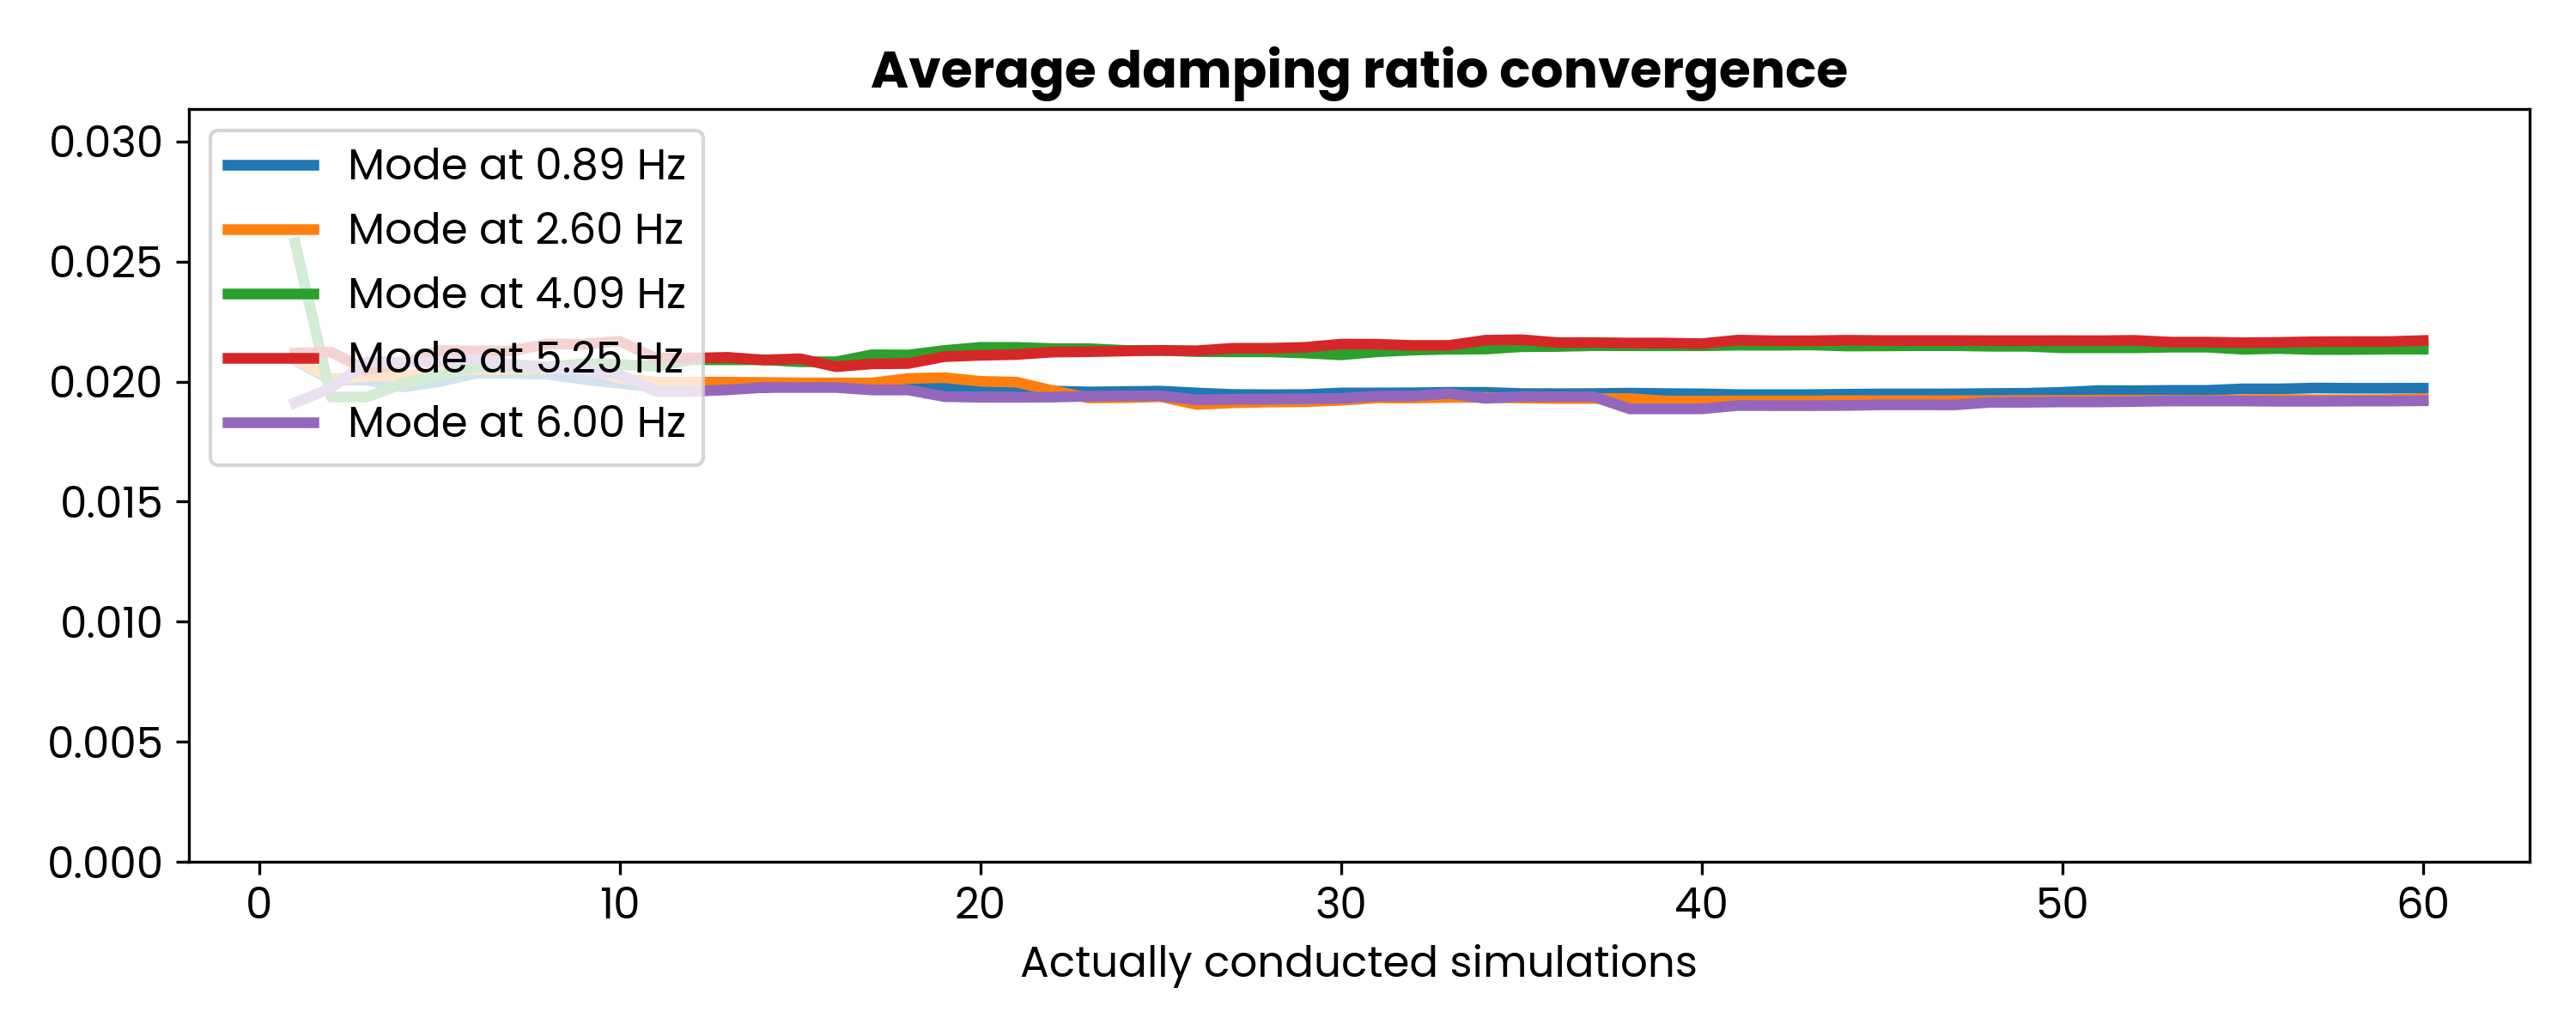 Average damping ratio convergence
0.030
0.025
0.020
0.015
0.010
0.005
0.000
Mode at 0.89 Hz
Mode at 2.60 Hz
Mode at 4.09 Hz
Mode at 5.25 Hz
Mode at 6.00 Hz
0 10 20 30 40 50 60
Actually conducted simulations